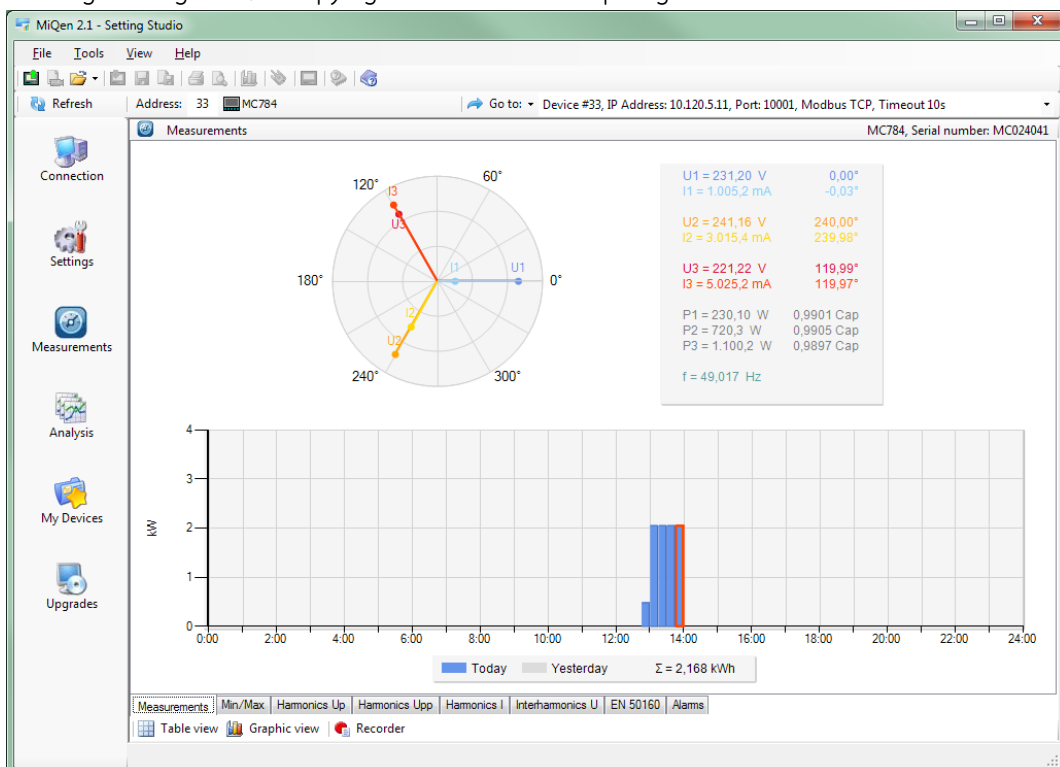 MiQen 2.1 - Setting Studio
File Tools View Help
Refresh Address: 33 MC784 Go to: Device #33, IP Address: 10.120.5.11, Port: 10001, Modbus TCP, Timeout 10s
Measurements MC784, Serial number: MC024041
Connection
Settings
Measurements
Analysis
My Devices
Upgrades
120° 60°
I3
U3
180° I1 U1 0°
I2
U2
240° 300°
U1 = 231,20 V 0,00°
I1 = 1.005,2 mA -0,03°
U2 = 241,16 V 240,00°
I2 = 3.015,4 mA 239,98°
U3 = 221,22 V 119,99°
I3 = 5.025,2 mA 119,97°
P1 = 230,10 W 0,9901 Cap
P2 = 720,3 W 0,9905 Cap
P3 = 1.100,2 W 0,9897 Cap
f = 49,017 Hz
4
3
2
1
0
kW
0:00 2:00 4:00 6:00 8:00 10:00 12:00 14:00 16:00 18:00 20:00 22:00 24:00
Today Yesterday Σ = 2,168 kWh
Measurements Min/Max Harmonics Up Harmonics Upp Harmonics I Interharmonics U EN 50160 Alarms
Table view Graphic view Recorder